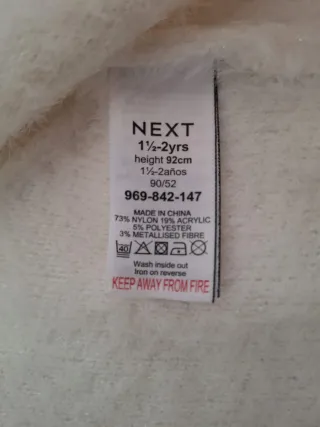 NEXT
1½-2yrs
height 92cm
1½-2años
90/52
969-842-147
MADE IN CHINA
73% NYLON 19% ACRYLIC
5% POLYESTER
3% METALLISED FIBRE
40
Wash inside out
Iron on reverse
KEEP AWAY FROM FIRE